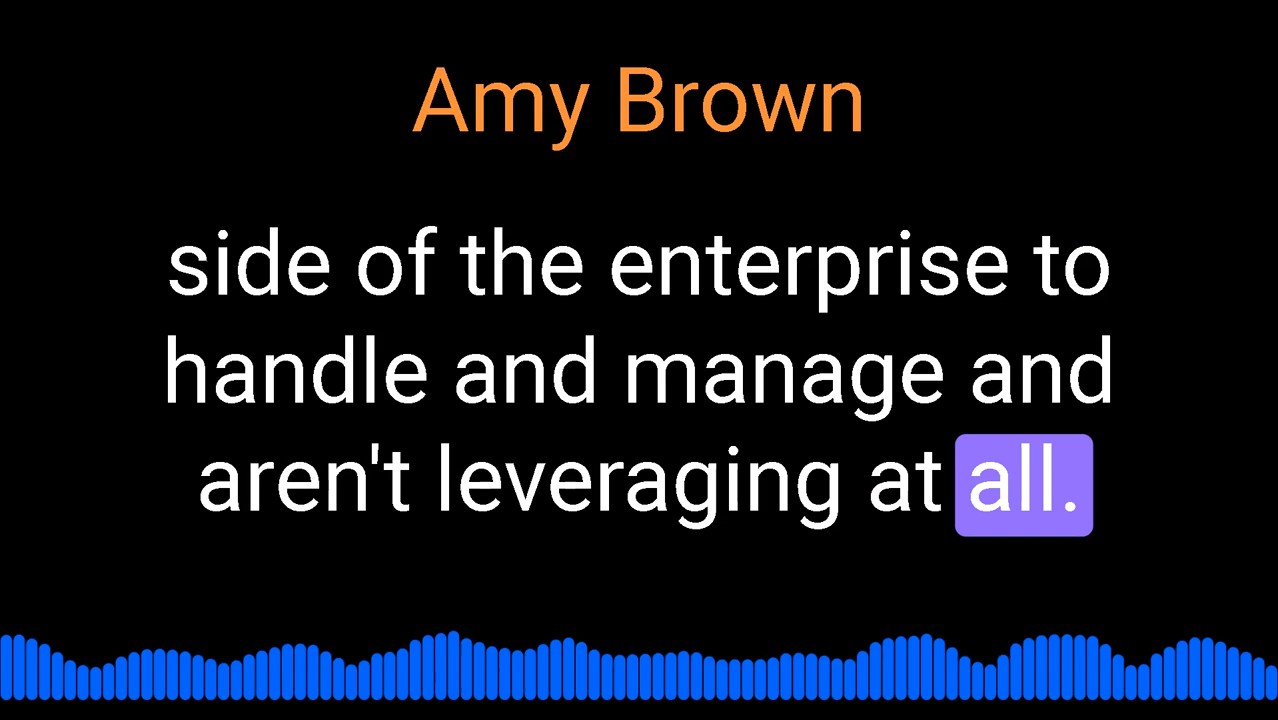 Amy Brown
side of the enterprise to
handle and manage and
aren't leveraging at all.